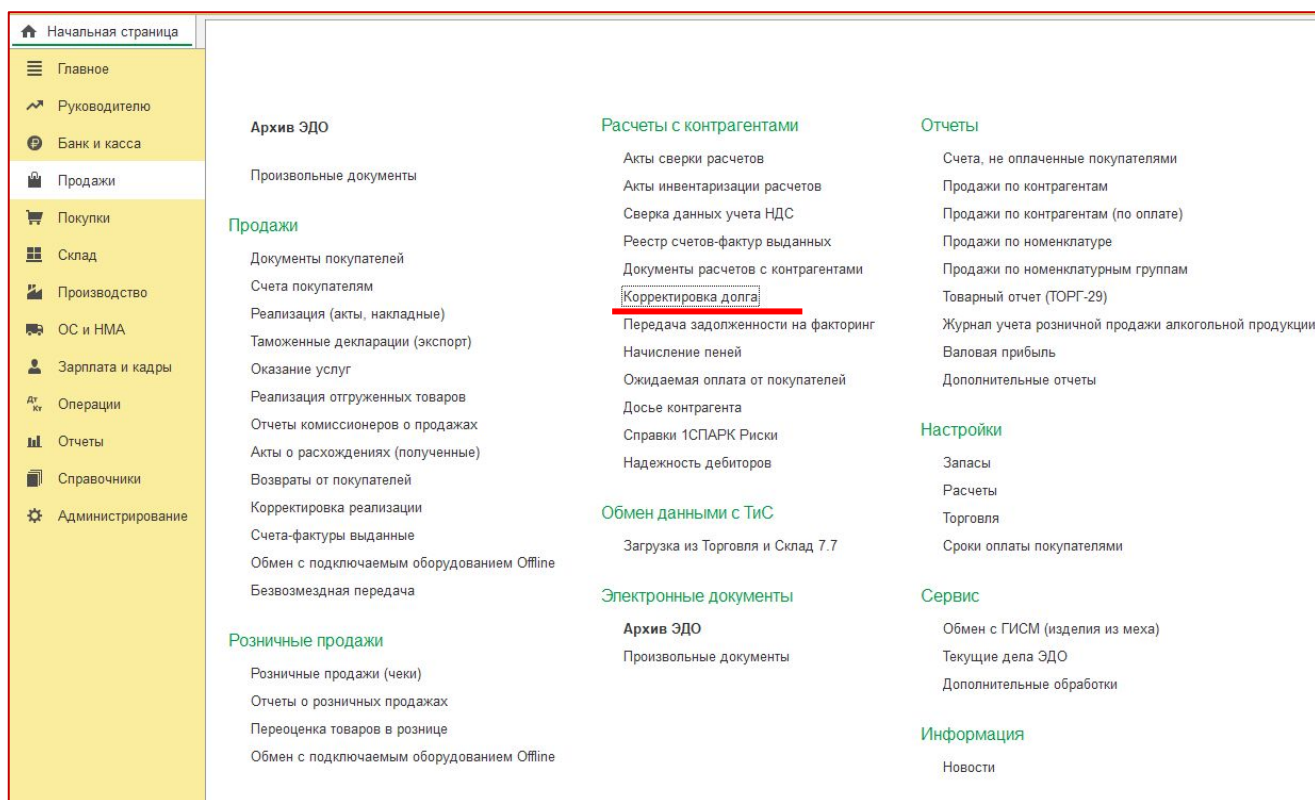 Начальная страница
Главное
Руководителю
Банк и касса
Продажи
Покупки
Склад
Производство
ОС и НМА
Зарплата и кадры
Дт Кт Операции
Отчеты
Справочники
Администрирование
Архив ЭДО
Произвольные документы
Продажи
Документы покупателей
Счета покупателям
Реализация (акты, накладные)
Таможенные декларации (экспорт)
Оказание услуг
Реализация отгруженных товаров
Отчеты комиссионеров о продажах
Акты о расхождениях (полученные)
Возвраты от покупателей
Корректировка реализации
Счета-фактуры выданные
Обмен с подключаемым оборудованием Offline
Безвозмездная передача
Розничные продажи
Розничные продажи (чеки)
Отчеты о розничных продажах
Переоценка товаров в рознице
Обмен с подключаемым оборудованием Offline
Расчеты с контрагентами
Акты сверки расчетов
Акты инвентаризации расчетов
Сверка данных учета НДС
Реестр счетов-фактур выданных
Документы расчетов с контрагентами
Корректировка долга
Передача задолженности на факторинг
Начисление пеней
Ожидаемая оплата от покупателей
Досье контрагента
Справки 1СПАРК Риски
Надежность дебиторов
Обмен данными с ТиС
Загрузка из Торговля и Склад 7.7
Электронные документы
Архив ЭДО
Произвольные документы
Отчеты
Счета, не оплаченные покупателями
Продажи по контрагентам
Продажи по контрагентам (по оплате)
Продажи по номенклатуре
Продажи по номенклатурным группам
Товарный отчет (ТОРГ-29)
Журнал учета розничной продажи алкогольной продукции
Валовая прибыль
Дополнительные отчеты
Настройки
Запасы
Расчеты
Торговля
Сроки оплаты покупателями
Сервис
Обмен с ГИСМ (изделия из меха)
Текущие дела ЭДО
Дополнительные обработки
Информация
Новости